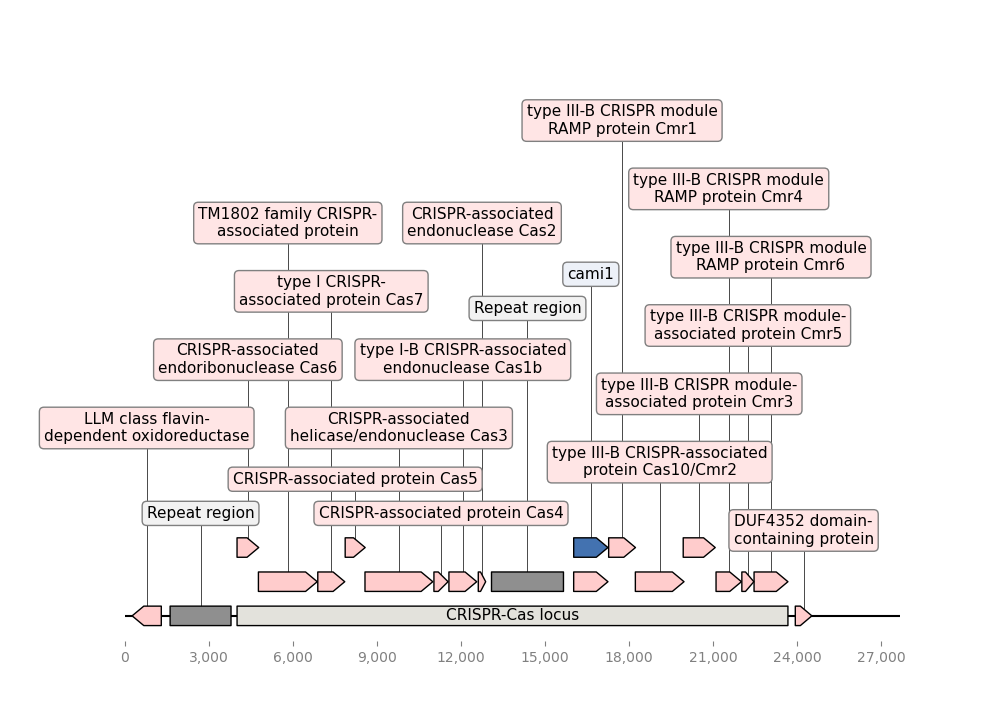 type III-B CRISPR module
RAMP protein Cmr1
type III-B CRISPR module
RAMP protein Cmr4
TM1802 family CRISPR-
associated protein
CRISPR-associated
endonuclease Cas2
type III-B CRISPR module
RAMP protein Cmr6
cami1
type I CRISPR-
associated protein Cas7
Repeat region
type III-B CRISPR module-
associated protein Cmr5
CRISPR-associated
endoribonuclease Cas6
type I-B CRISPR-associated
endonuclease Cas1b
type III-B CRISPR module-
associated protein Cmr3
LLM class flavin-
dependent oxidoreductase
CRISPR-associated
helicase/endonuclease Cas3
type III-B CRISPR-associated
protein Cas10/Cmr2
CRISPR-associated protein Cas5
Repeat region
CRISPR-associated protein Cas4
DUF4352 domain-
containing protein
CRISPR-Cas locus
0 3,000 6,000 9,000 12,000 15,000 18,000 21,000 24,000 27,000